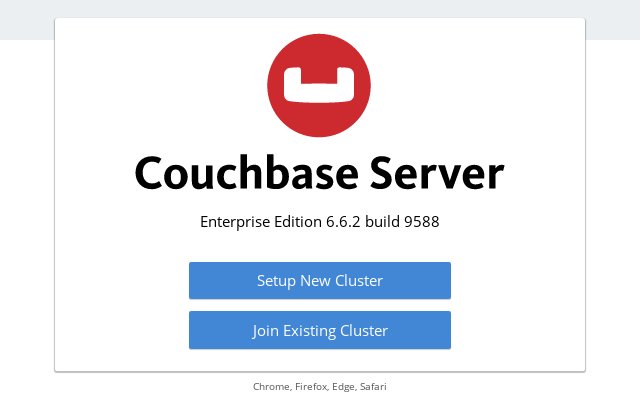 Couchbase Server
Enterprise Edition 6.6.2 build 9588
Setup New Cluster
Join Existing Cluster
Chrome, Firefox, Edge, Safari